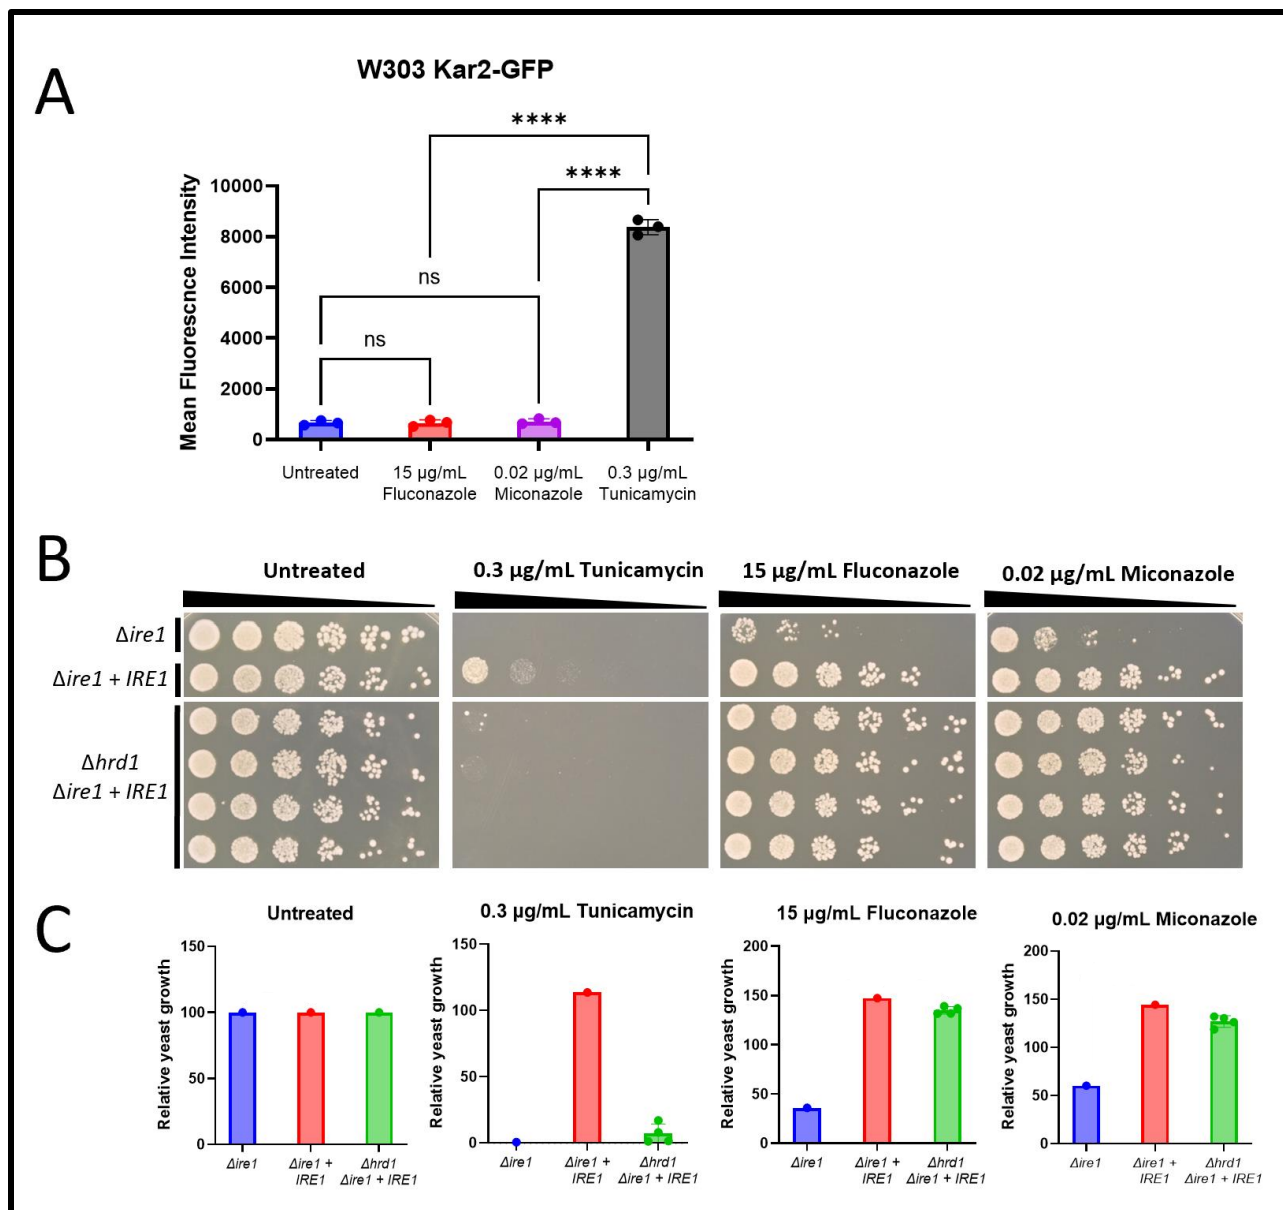 A
W303 Kar2-GFP
****
****
ns
ns
Mean Fluorescnce Intensity
10000
8000
6000
4000
2000
0
Untreated
15 µg/mL
Fluconazole
0.02 µg/mL
Miconazole
0.3 µg/mL
Tunicamycin
B
Untreated
0.3 µg/mL Tunicamycin
15 µg/mL Fluconazole
0.02 µg/mL Miconazole
Δire1
Δire1 + IRE1
Δhrd1
Δire1 + IRE1
C
Untreated
Relative yeast growth
150
100
50
0
Δire1
Δire1 +
IRE1
Δhrd1
Δire1 + IRE1
0.3 µg/mL Tunicamycin
Relative yeast growth
150
100
50
0
Δire1
Δire1 +
IRE1
Δhrd1
Δire1 + IRE1
15 µg/mL Fluconazole
Relative yeast growth
200
150
100
50
0
Δire1
Δire1 +
IRE1
Δhrd1
Δire1 + IRE1
0.02 µg/mL Miconazole
Relative yeast growth
200
150
100
50
0
Δire1
Δire1 +
IRE1
Δhrd1
Δire1 + IRE1